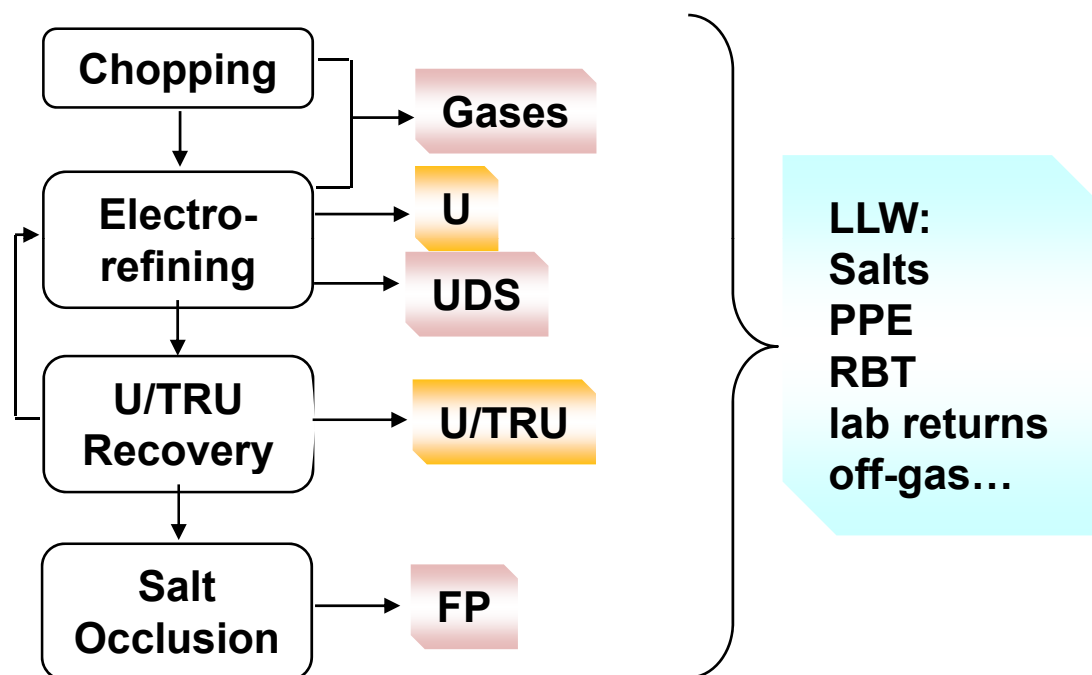 Chopping
Gases
Electro-
refining
U
UDS
U/TRU
Recovery
U/TRU
Salt
Occlusion
FP
LLW:
Salts
PPE
RBT
lab returns
off-gas…